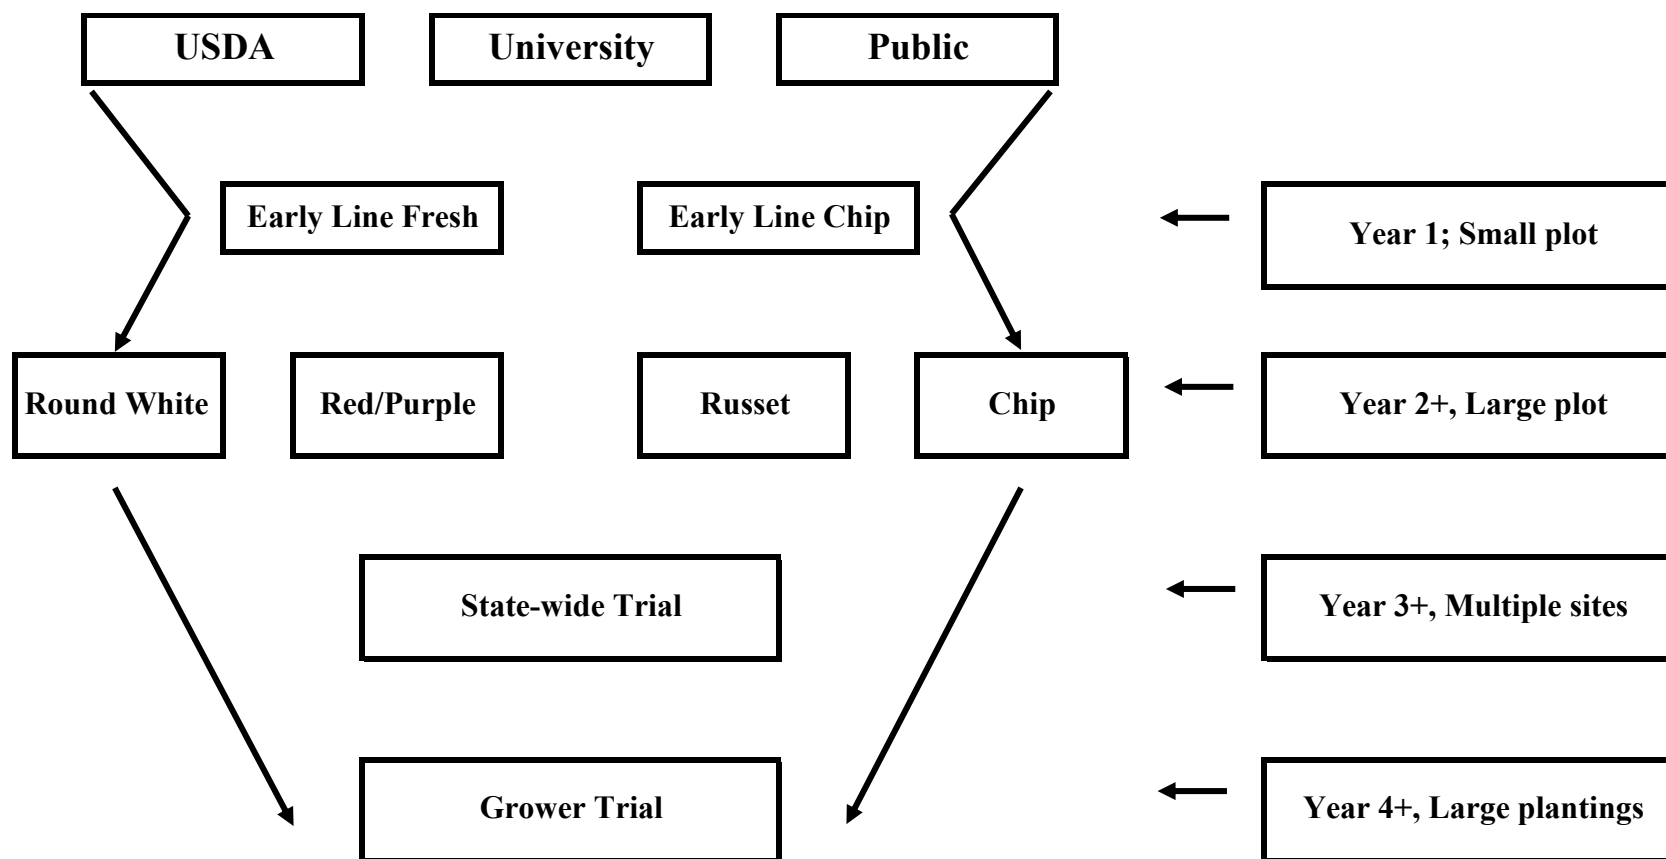 USDA
University
Public
Early Line Fresh
Early Line Chip
Year 1; Small plot
Round White
Red/Purple
Russet
Chip
Year 2+, Large plot
State-wide Trial
Year 3+, Multiple sites
Grower Trial
Year 4+, Large plantings